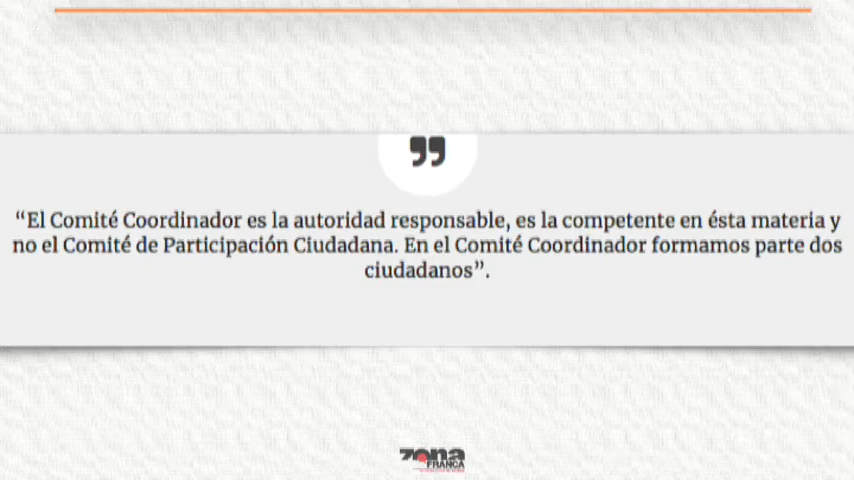 “El Comité Coordinador es la autoridad responsable, es la competente en ésta materia y
no el Comité de Participación Ciudadana. En el Comité Coordinador formamos parte dos
ciudadanos”.
zona
FRANCA